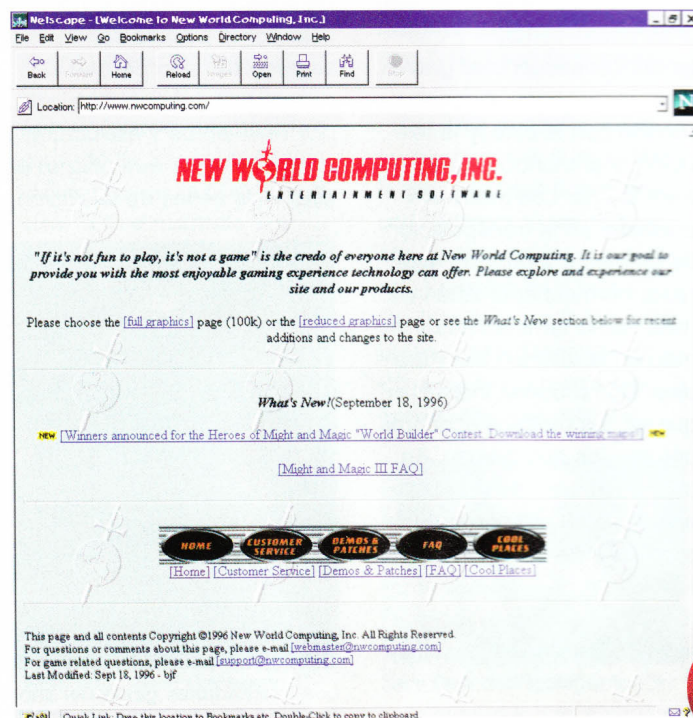 Netscape - [Welcome to New World Computing, Inc.]
File Edit View Go Bookmarks Options Directory Window Help
Back Forward Home Reload Images Open Print Find Stop
Location: http://www.nwcomputing.com/
N
NEW WORLD COMPUTING, INC.
ENTERTAINMENT SOFTWARE
"If it's not fun to play, it's not a game" is the credo of everyone here at New World Computing. It is our goal to
provide you with the most enjoyable gaming experience technology can offer. Please explore and experience our
site and our products.
Please choose the [full graphics] page (100k) or the [reduced graphics] page or see the What's New section below for recent
additions and changes to the site.
What's New!(September 18, 1996)
NEW [Winners announced for the Heroes of Might and Magic "World Builder" Contest. Download the winning maps!] NEW
[Might and Magic III FAQ]
HOME CUSTOMER SERVICE DEMOS & PATCHES FAQ COOL PLACES
[Home] [Customer Service] [Demos & Patches] [FAQ] [Cool Places]
This page and all contents Copyright ©1996 New World Computing, Inc. All Rights Reserved.
For questions or comments about this page, please e-mail [webmaster@nwcomputing.com]
For game related questions, please e-mail [support@nwcomputing.com]
Last Modified: Sept 18, 1996 - bjf
Quick Link: Drag this location to Bookmarks etc. Double-Click to copy to clipboard